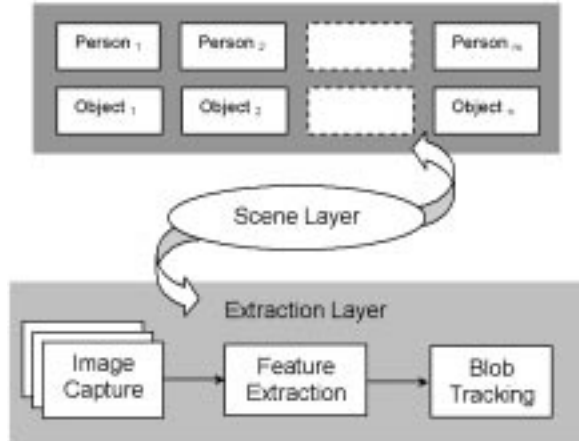 Person 1 Person 2 Person m
Object 1 Object 2 Object n
Scene Layer
Extraction Layer
Image Capture
Feature Extraction
Blob Tracking